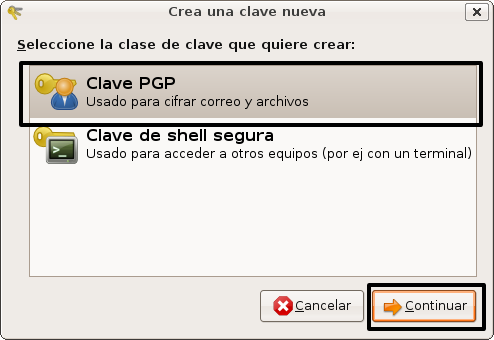 Crea una clave nueva
Seleccione la clase de clave que quiere crear:
Clave PGP
Usado para cifrar correo y archivos
Clave de shell segura
Usado para acceder a otros equipos (por ej con un terminal)
Cancelar
Continuar